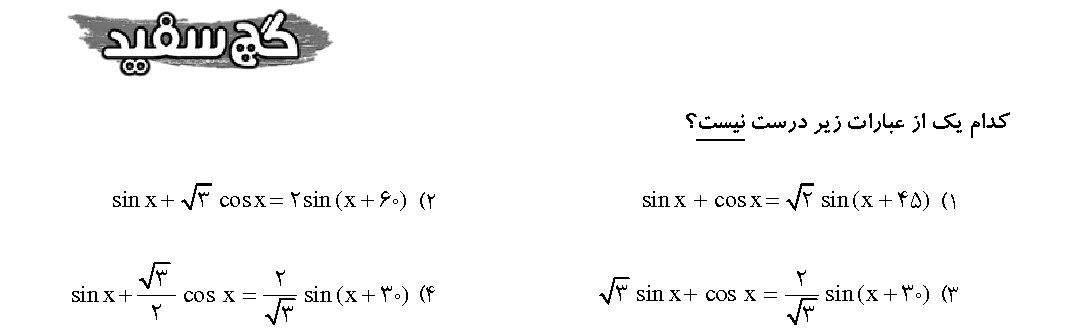 گچ سفید
کدام یک از عبارات زیر درست نیست؟
۱) sin x + cos x = √۲ sin (x + ۴۵)
۲) sin x + √۳ cos x = ۲ sin (x + ۶۰)
۳) √۳ sin x + cos x = ۲/√۳ sin (x + ۳۰)
۴) sin x + √۳/۲ cos x = ۲/√۳ sin (x + ۳۰)